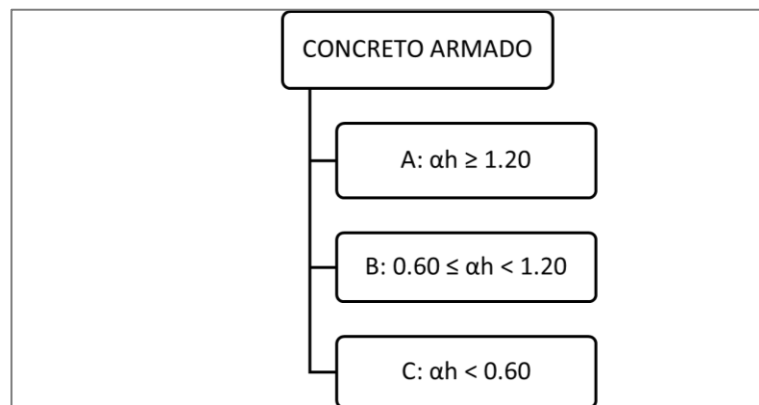 CONCRETO ARMADO
A: αh ≥ 1.20
B: 0.60 ≤ αh < 1.20
C: αh < 0.60